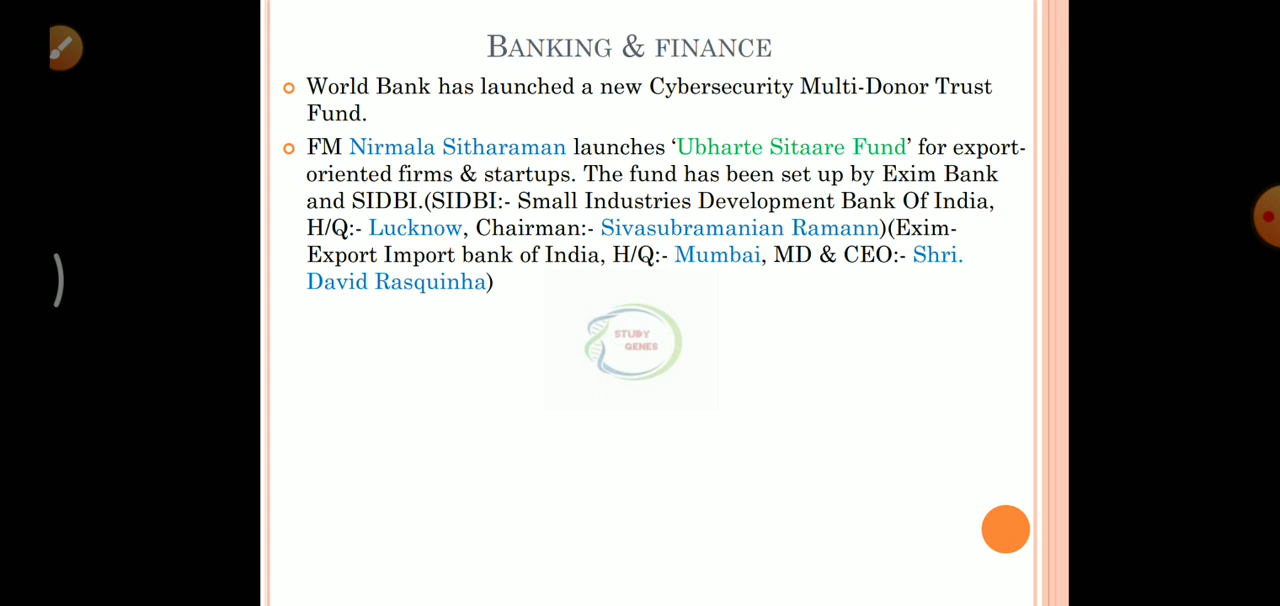 BANKING & FINANCE
World Bank has launched a new Cybersecurity Multi-Donor Trust
Fund.
FM Nirmala Sitharaman launches ‘Ubharte Sitaare Fund’ for export-
oriented firms & startups. The fund has been set up by Exim Bank
and SIDBI.(SIDBI:- Small Industries Development Bank Of India,
H/Q:- Lucknow, Chairman:- Sivasubramanian Ramann)(Exim-
Export Import bank of India, H/Q:- Mumbai, MD & CEO:- Shri.
David Rasquinha)
STUDY
GENES